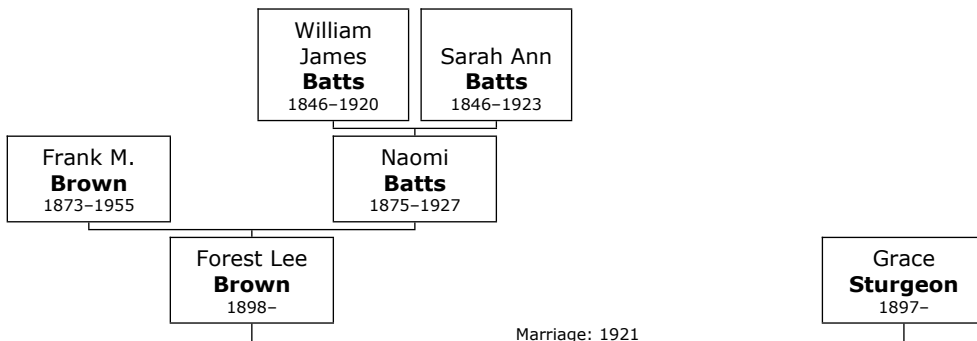 William
James
Batts
1846–1920
Sarah Ann
Batts
1846–1923
Frank M.
Brown
1873–1955
Naomi
Batts
1875–1927
Forest Lee
Brown
1898–
Grace
Sturgeon
1897–
Marriage: 1921